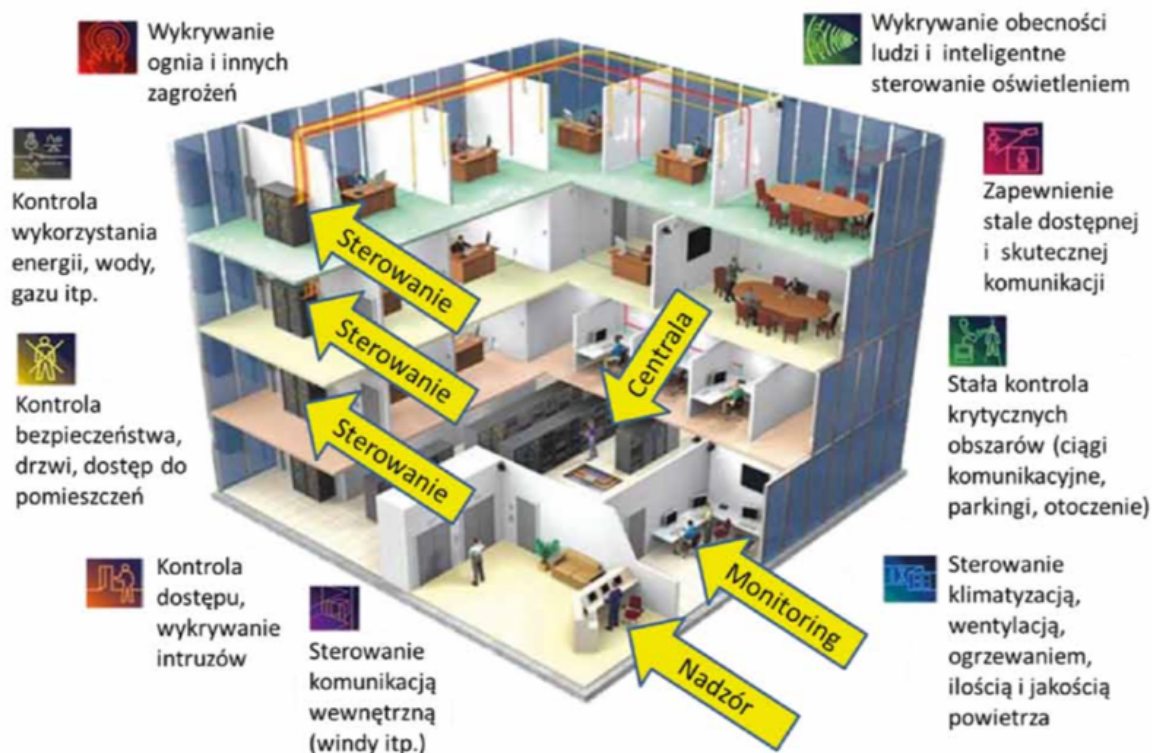 Wykrywanie
ognia i innych
zagrożeń
Wykrywanie obecności
ludzi i inteligentne
sterowanie oświetleniem
Kontrola
wykorzystania
energii, wody,
gazu itp.
Zapewnienie
stale dostępnej
i skutecznej
komunikacji
Sterowanie
Sterowanie
Sterowanie
Centrala
Kontrola
bezpieczeństwa,
drzwi, dostęp do
pomieszczeń
Stała kontrola
krytycznych
obszarów (ciągi
komunikacyjne,
parkingi, otoczenie)
Kontrola
dostępu,
wykrywanie
intruzów
Sterowanie
komunikacją
wewnętrzną
(windy itp.)
Monitoring
Nadzór
Sterowanie
klimatyzacją,
wentylacją,
ogrzewaniem,
ilością i jakością
powietrza